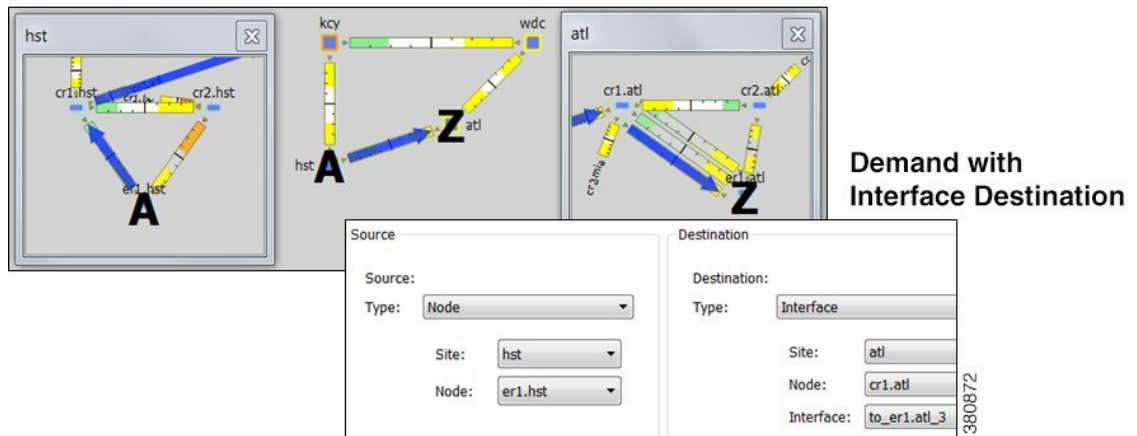 hst
cr1.hst
cr2.hst
er1.hst
A
kcy
wdc
atl
hst
A
Z
atl
cr1.atl
cr2.atl
cr2.mia
er1.atl
Z
Demand with
Interface Destination
Source
Source:
Type: Node
Site: hst
Node: er1.hst
Destination
Destination:
Type: Interface
Site: atl
Node: cr1.atl
Interface: to_er1.atl_3
380872